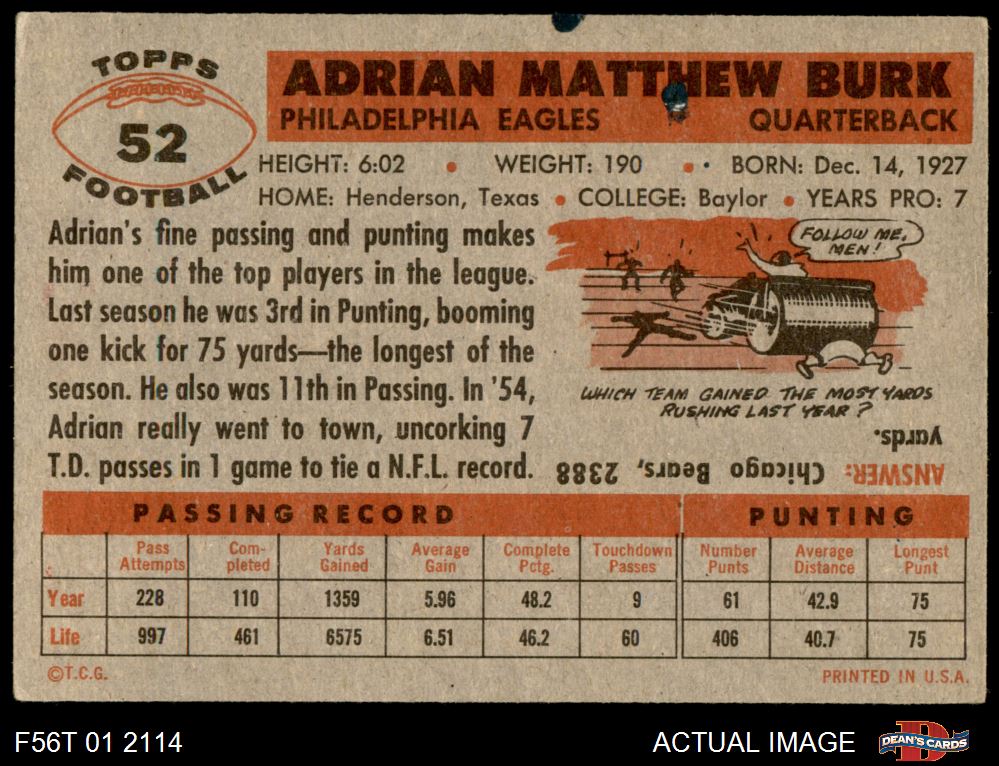 TOPPS
52
FOOTBALL
ADRIAN MATTHEW BURK
PHILADELPHIA EAGLES QUARTERBACK
HEIGHT: 6:02 • WEIGHT: 190 • BORN: Dec. 14, 1927
HOME: Henderson, Texas • COLLEGE: Baylor • YEARS PRO: 7
Adrian's fine passing and punting makes
him one of the top players in the league.
Last season he was 3rd in Punting, booming
one kick for 75 yards—the longest of the
season. He also was 11th in Passing. In '54,
Adrian really went to town, uncorking 7
T.D. passes in 1 game to tie a N.F.L. record.
FOLLOW ME,
MEN!
WHICH TEAM GAINED THE MOST YARDS
RUSHING LAST YEAR?
ANSWER: Chicago Bears, 2388
yards.
PASSING RECORD PUNTING
Pass Attempts Com-pleted Yards Gained Average Gain Complete Pctg. Touchdown Passes Number Punts Average Distance Longest Punt
Year 228 110 1359 5.96 48.2 9 61 42.9 75
Life 997 461 6575 6.51 46.2 60 406 40.7 75
©T.C.G. PRINTED IN U.S.A.
F56T 01 2114 ACTUAL IMAGE DEAN'S CARDS